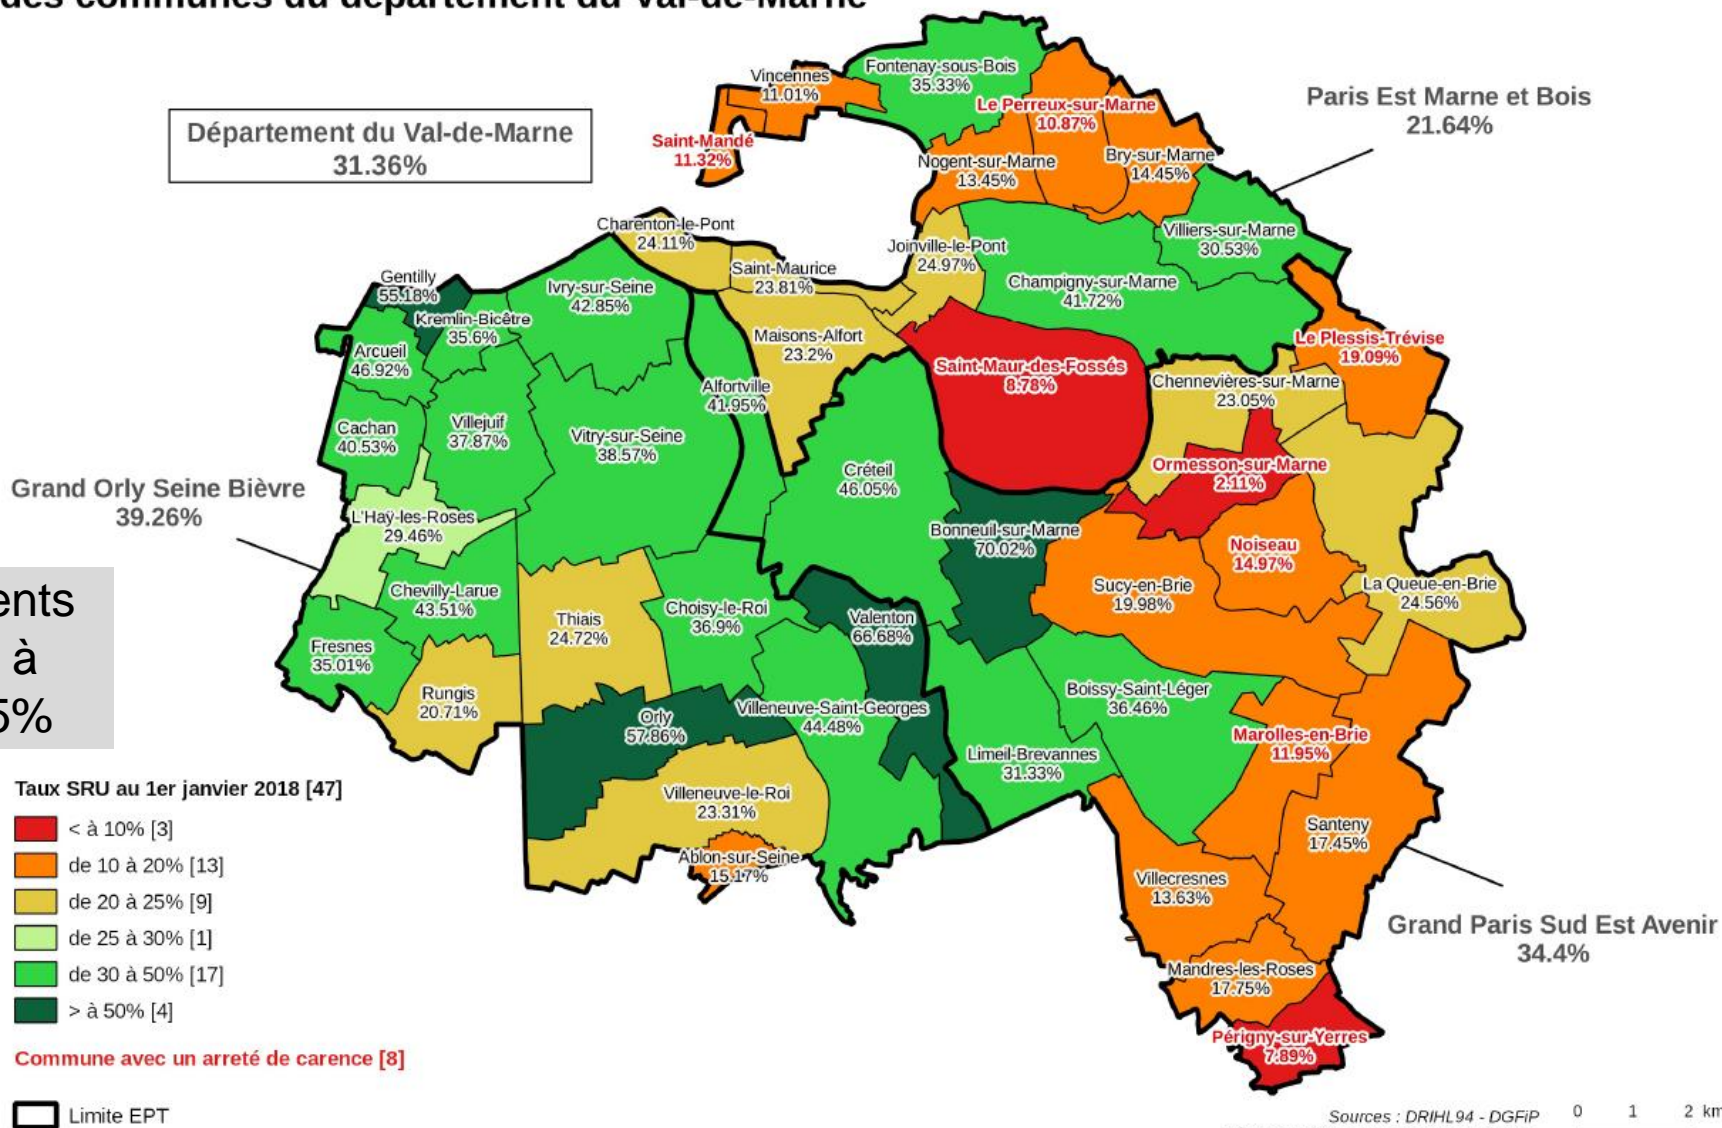 des communes du département du Val-de-Marne
Département du Val-de-Marne
31.36%
Paris Est Marne et Bois
21.64%
Vincennes
11.01%
Fontenay-sous-Bois
35.33%
Le Perreux-sur-Marne
10.87%
Saint-Mandé
11.32%
Nogent-sur-Marne
13.45%
Bry-sur-Marne
14.45%
Charenton-le-Pont
24.11%
Saint-Maurice
23.81%
Joinville-le-Pont
24.97%
Villiers-sur-Marne
30.53%
Champigny-sur-Marne
41.72%
Gentilly
55.18%
Kremlin-Bicêtre
35.6%
Ivry-sur-Seine
42.85%
Maisons-Alfort
23.2%
Arcueil
46.92%
Le Plessis-Trévise
19.09%
Saint-Maur-des-Fossés
8.78%
Chennevières-sur-Marne
23.05%
Alfortville
41.95%
Cachan
40.53%
Villejuif
37.87%
Vitry-sur-Seine
38.57%
Créteil
46.05%
Ormesson-sur-Marne
2.11%
Grand Orly Seine Bièvre
39.26%
L'Haÿ-les-Roses
29.46%
Bonneuil-sur-Marne
70.02%
Noiseau
14.97%
Sucy-en-Brie
19.98%
La Queue-en-Brie
24.56%
Chevilly-Larue
43.51%
Thiais
24.72%
Choisy-le-Roi
36.9%
Valenton
66.68%
Fresnes
35.01%
Rungis
20.71%
Orly
57.86%
Villeneuve-Saint-Georges
44.48%
Boissy-Saint-Léger
36.46%
Marolles-en-Brie
11.95%
Limeil-Brevannes
31.33%
Villeneuve-le-Roi
23.31%
Santeny
17.45%
Ablon-sur-Seine
15.17%
Villecresnes
13.63%
Grand Paris Sud Est Avenir
34.4%
Mandres-les-Roses
17.75%
Périgny-sur-Yerres
7.89%
ents
à
5%
Taux SRU au 1er janvier 2018 [47]
< à 10% [3]
de 10 à 20% [13]
de 20 à 25% [9]
de 25 à 30% [1]
de 30 à 50% [17]
> à 50% [4]
Commune avec un arreté de carence [8]
Limite EPT
Sources : DRIHL94 - DGFiP
0 1 2 km